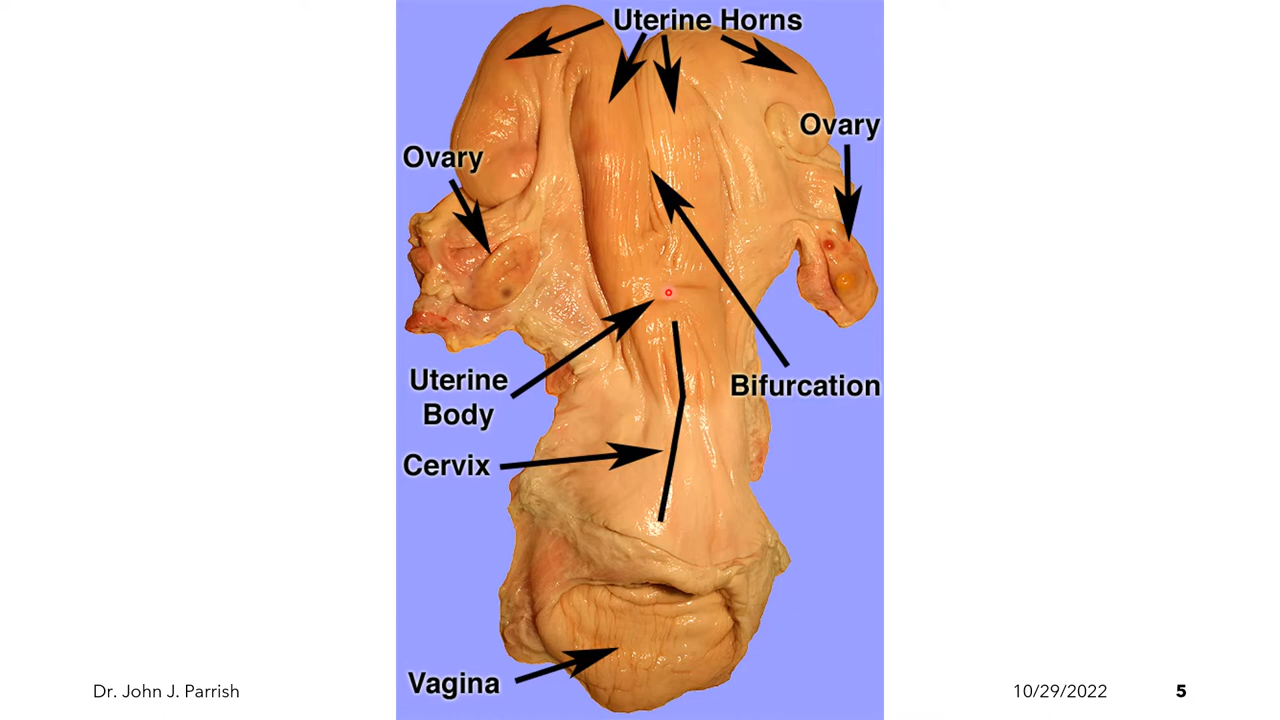 Uterine Horns
Ovary
Ovary
Uterine
Body
Bifurcation
Cervix
Vagina
Dr. John J. Parrish
10/29/2022
5